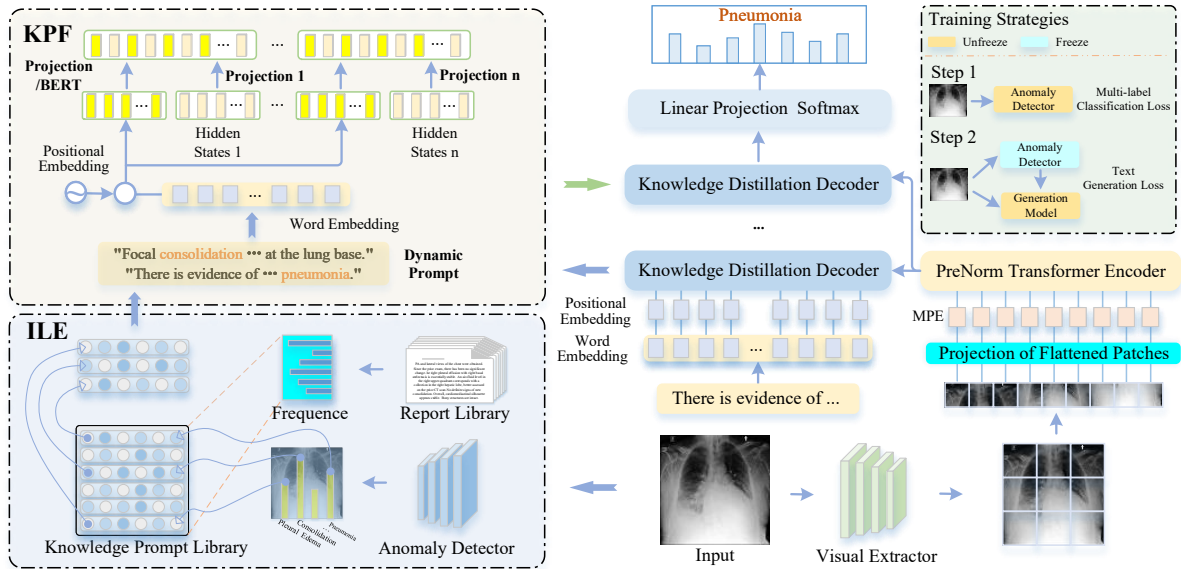 KPF
Projection
/BERT
Projection 1
Projection n
Hidden
States 1
Hidden
States n
Positional
Embedding
Word Embedding
"Focal consolidation ••• at the lung base."
"There is evidence of ••• pneumonia."
Dynamic
Prompt
ILE
Frequence
Report Library
Knowledge Prompt Library
Pleural Edema
Consolidation
...
Pneumonia
Anomaly Detector
Pneumonia
Linear Projection Softmax
Knowledge Distillation Decoder
...
Knowledge Distillation Decoder
Positional
Embedding
Word
Embedding
...
There is evidence of ...
Input
Visual Extractor
Training Strategies
Unfreeze
Freeze
Step 1
Anomaly
Detector
Multi-label
Classification Loss
Step 2
Anomaly
Detector
Generation
Model
Text
Generation Loss
PreNorm Transformer Encoder
MPE
Projection of Flattened Patches